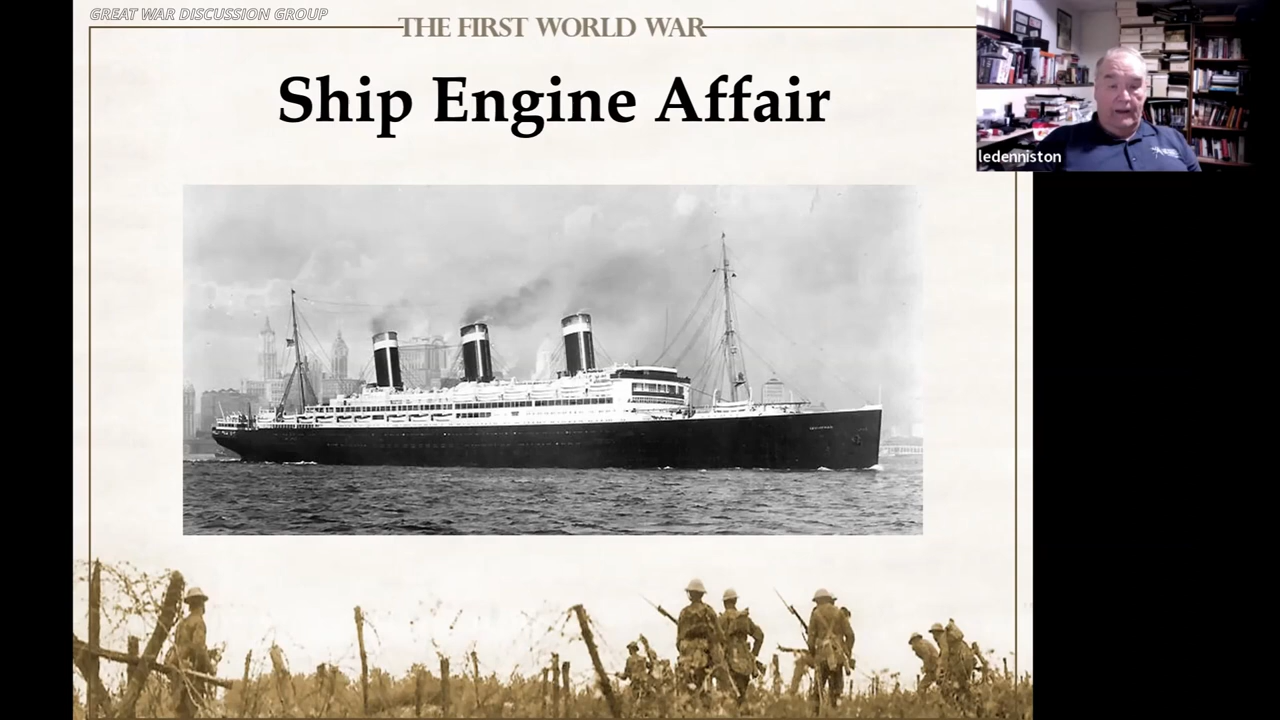 GREAT WAR DISCUSSION GROUP
THE FIRST WORLD WAR
Ship Engine Affair
ledenniston